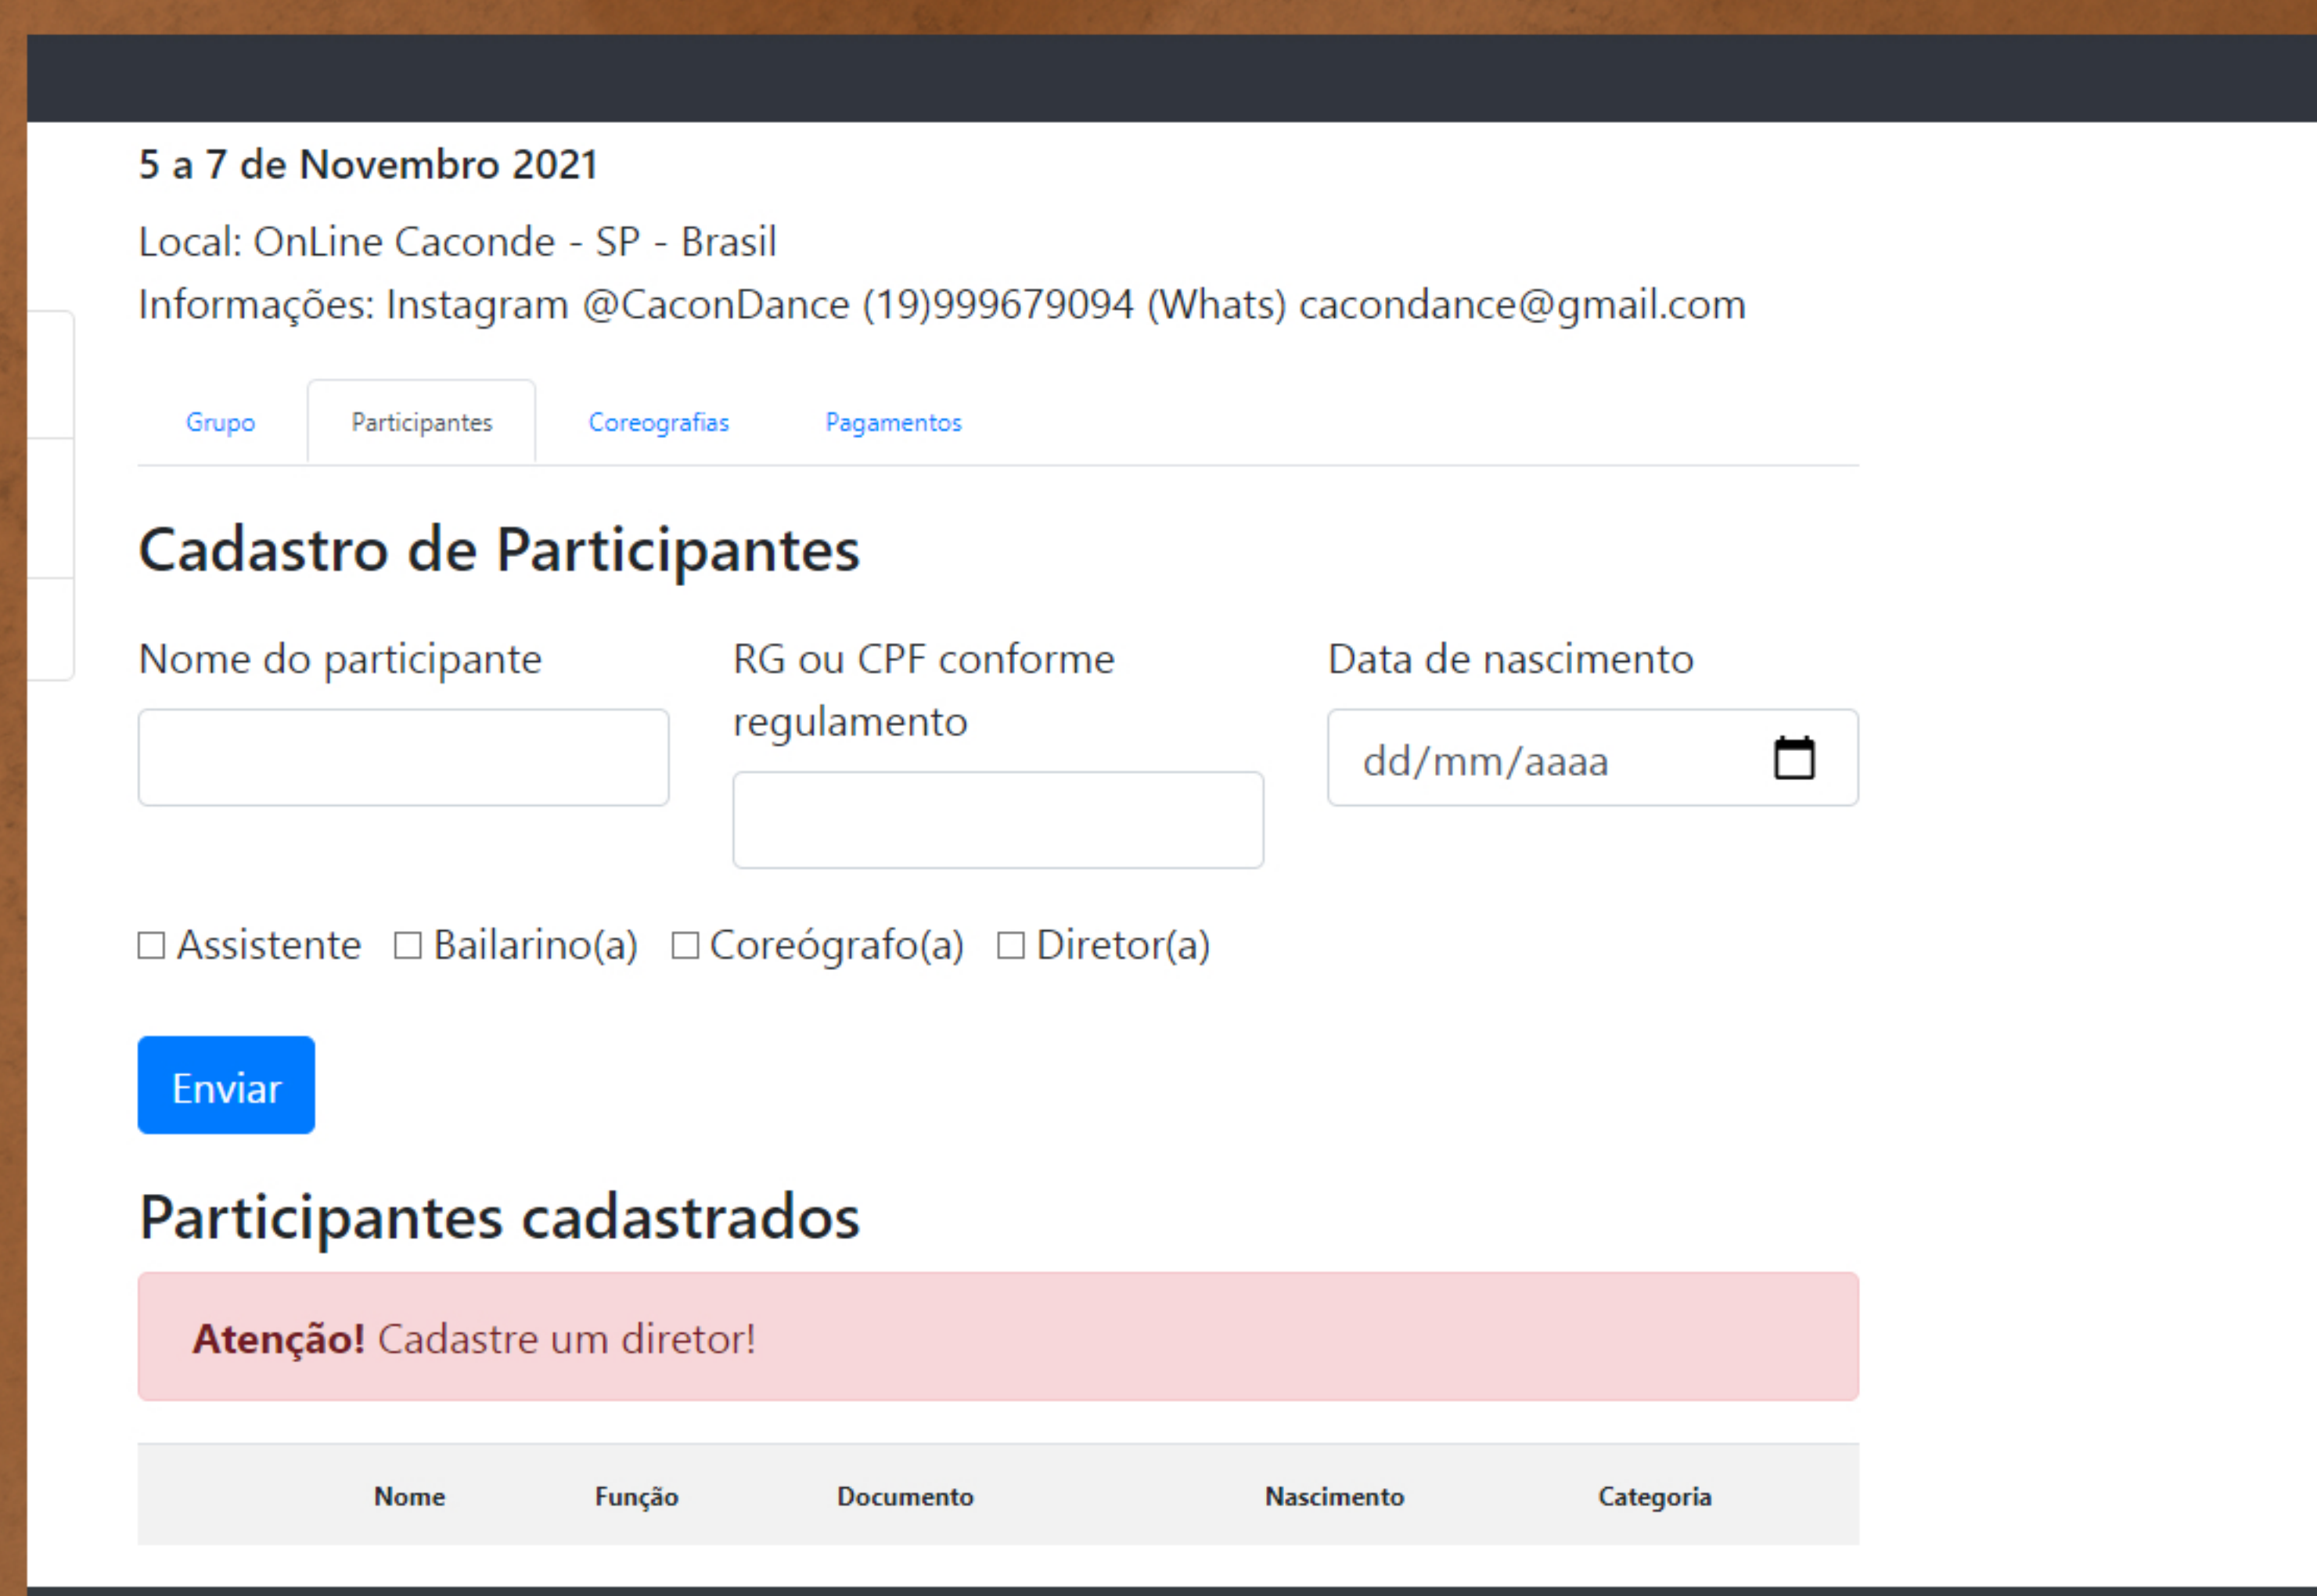 5 a 7 de Novembro 2021
Local: OnLine Caconde - SP - Brasil
Informações: Instagram @CaconDance (19)999679094 (Whats) cacondance@gmail.com
Grupo Participantes Coreografias Pagamentos
Cadastro de Participantes
Nome do participante
RG ou CPF conforme
regulamento
Data de nascimento
dd/mm/aaaa
Assistente Bailarino(a) Coreógrafo(a) Diretor(a)
Enviar
Participantes cadastrados
Atenção! Cadastre um diretor!
Nome Função Documento Nascimento Categoria